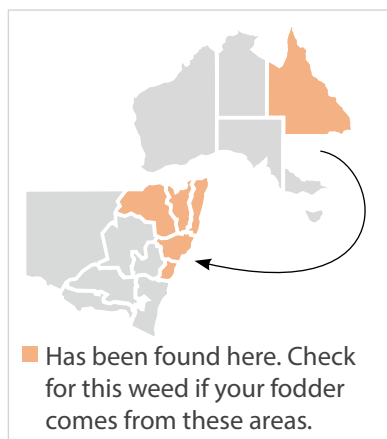 Has been found here. Check
for this weed if your fodder
comes from these areas.